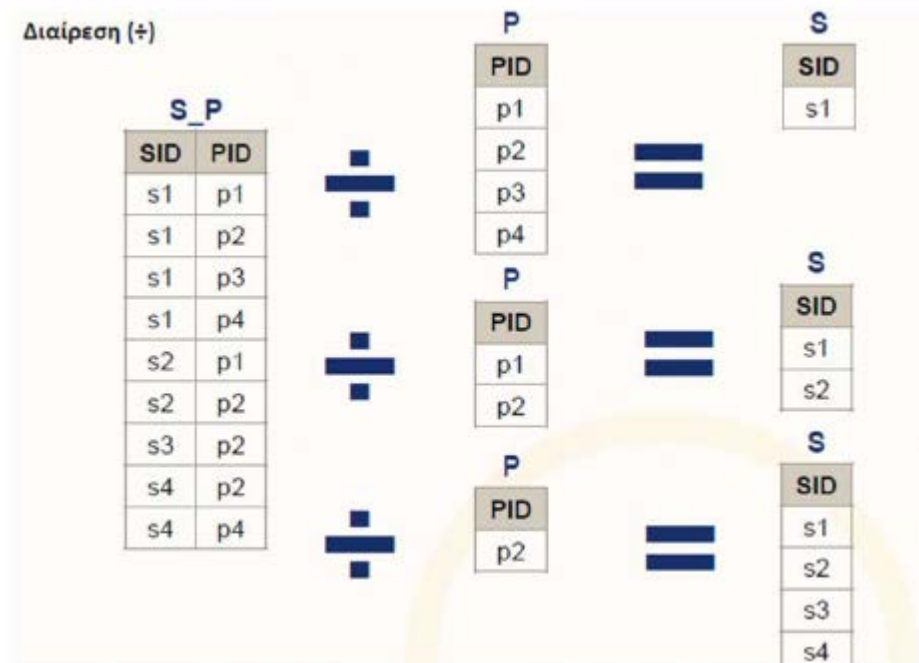 Διαίρεση (÷)
S_P
SID PID
s1 p1
s1 p2
s1 p3
s1 p4
s2 p1
s2 p2
s3 p2
s4 p2
s4 p4
÷
P
PID
p1
p2
p3
p4
=
S
SID
s1
÷
P
PID
p1
p2
=
S
SID
s1
s2
÷
P
PID
p2
=
S
SID
s1
s2
s3
s4